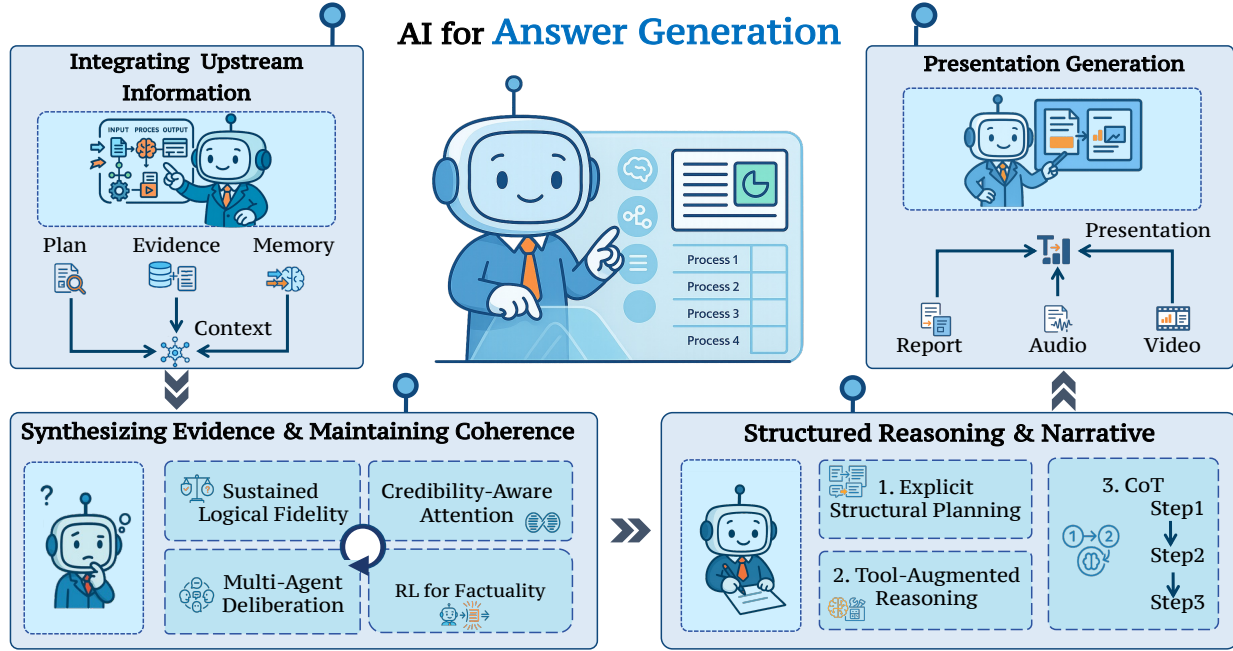 AI for Answer Generation
Integrating Upstream
Information
INPUT PROCES OUTPUT
Plan
Evidence
Memory
Context
Process 1
Process 2
Process 3
Process 4
Presentation Generation
Presentation
Report
Audio
Video
Synthesizing Evidence & Maintaining Coherence
?
Sustained
Logical Fidelity
Credibility-Aware
Attention
Multi-Agent
Deliberation
RL for Factuality
Structured Reasoning & Narrative
1. Explicit
Structural Planning
2. Tool-Augmented
Reasoning
3. CoT
1 2
Step1
Step2
Step3